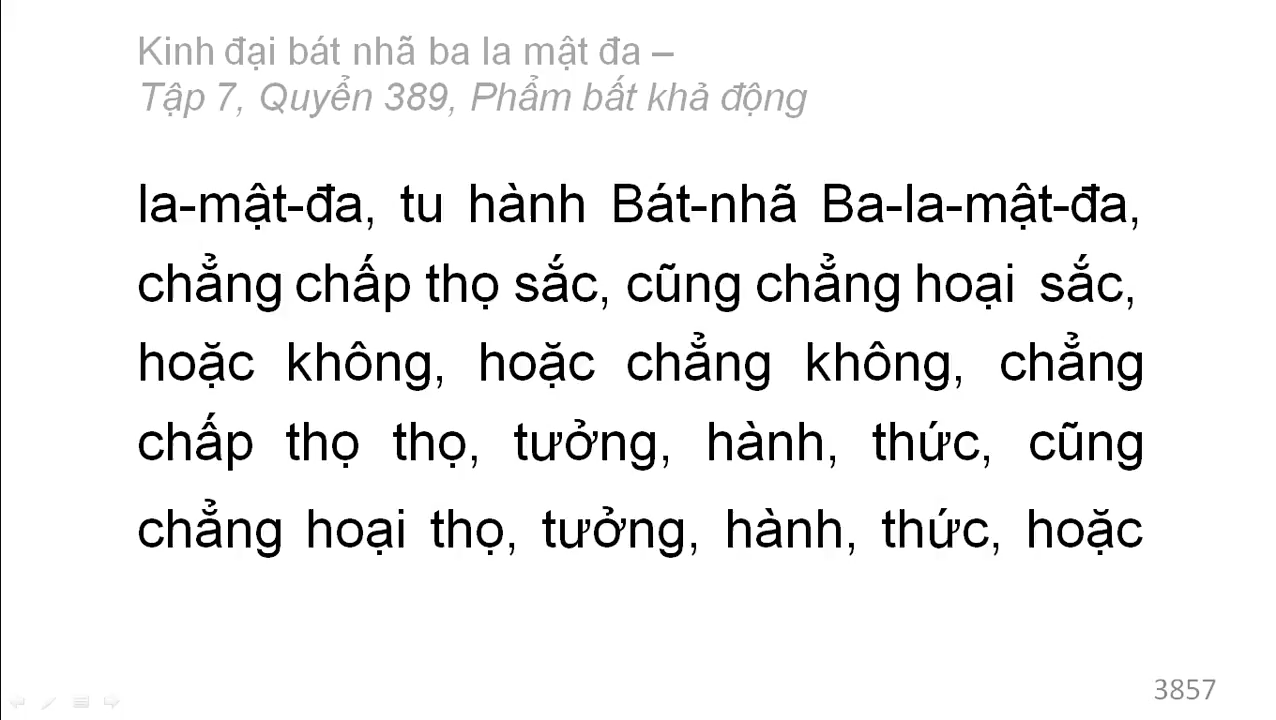 Kinh đại bát nhã ba la mật đa –
Tập 7, Quyển 389, Phẩm bất khả động
la-mật-đa, tu hành Bát-nhã Ba-la-mật-đa,
chẳng chấp thọ sắc, cũng chẳng hoại sắc,
hoặc không, hoặc chẳng không, chẳng
chấp thọ thọ, tưởng, hành, thức, cũng
chẳng hoại thọ, tưởng, hành, thức, hoặc
3857